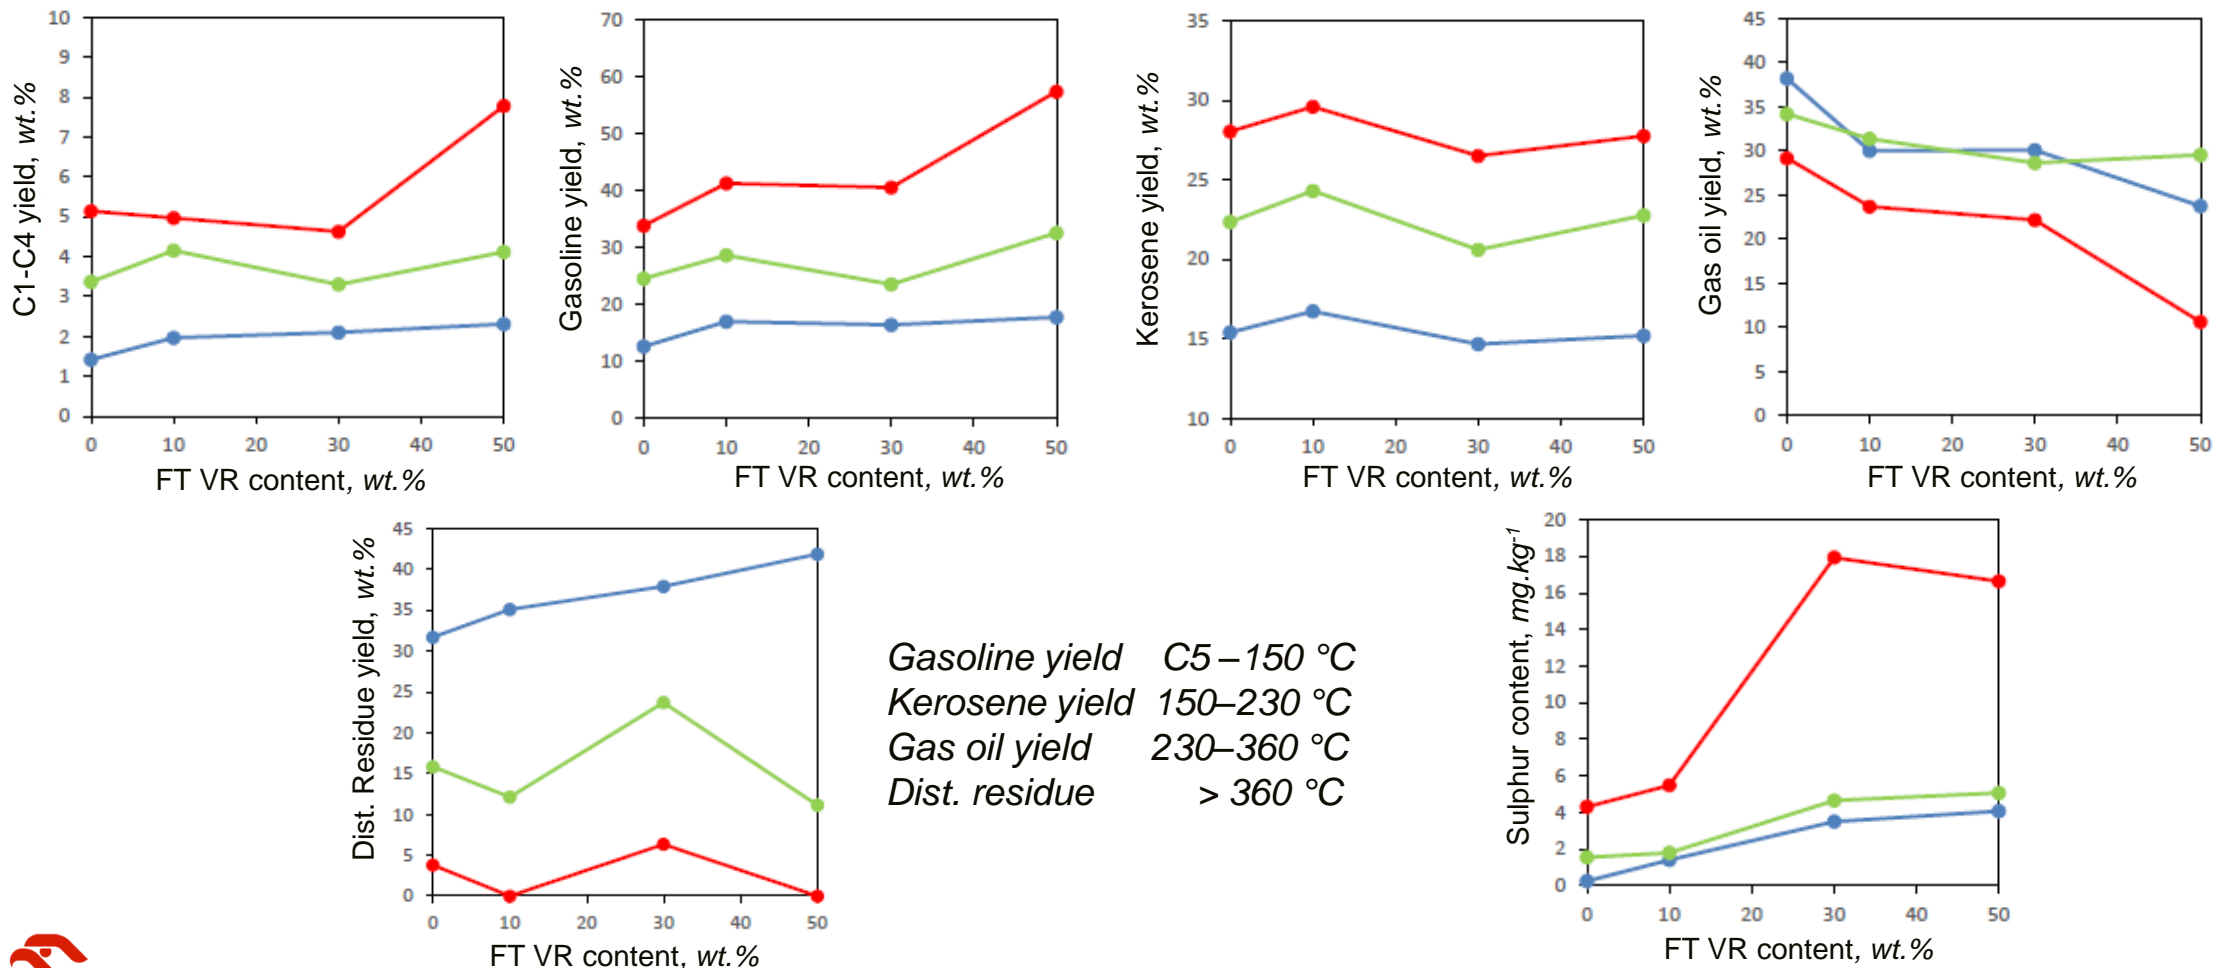 C1-C4 yield, wt.%
10
9
8
7
6
5
4
3
2
1
0
0 10 20 30 40 50
FT VR content, wt.%
Gasoline yield, wt.%
70
60
50
40
30
20
10
0
0 10 20 30 40 50
FT VR content, wt.%
Kerosene yield, wt.%
35
30
25
20
15
10
0 10 20 30 40 50
FT VR content, wt.%
Gas oil yield, wt.%
45
40
35
30
25
20
15
10
5
0
0 10 20 30 40 50
FT VR content, wt.%
Dist. Residue yield, wt.%
45
40
35
30
25
20
15
10
5
0
0 10 20 30 40 50
FT VR content, wt.%
Gasoline yield C5 –150 °C
Kerosene yield 150–230 °C
Gas oil yield 230–360 °C
Dist. residue > 360 °C
Sulphur content, mg.kg⁻¹
20
18
16
14
12
10
8
6
4
2
0
0 10 20 30 40 50
FT VR content, wt.%